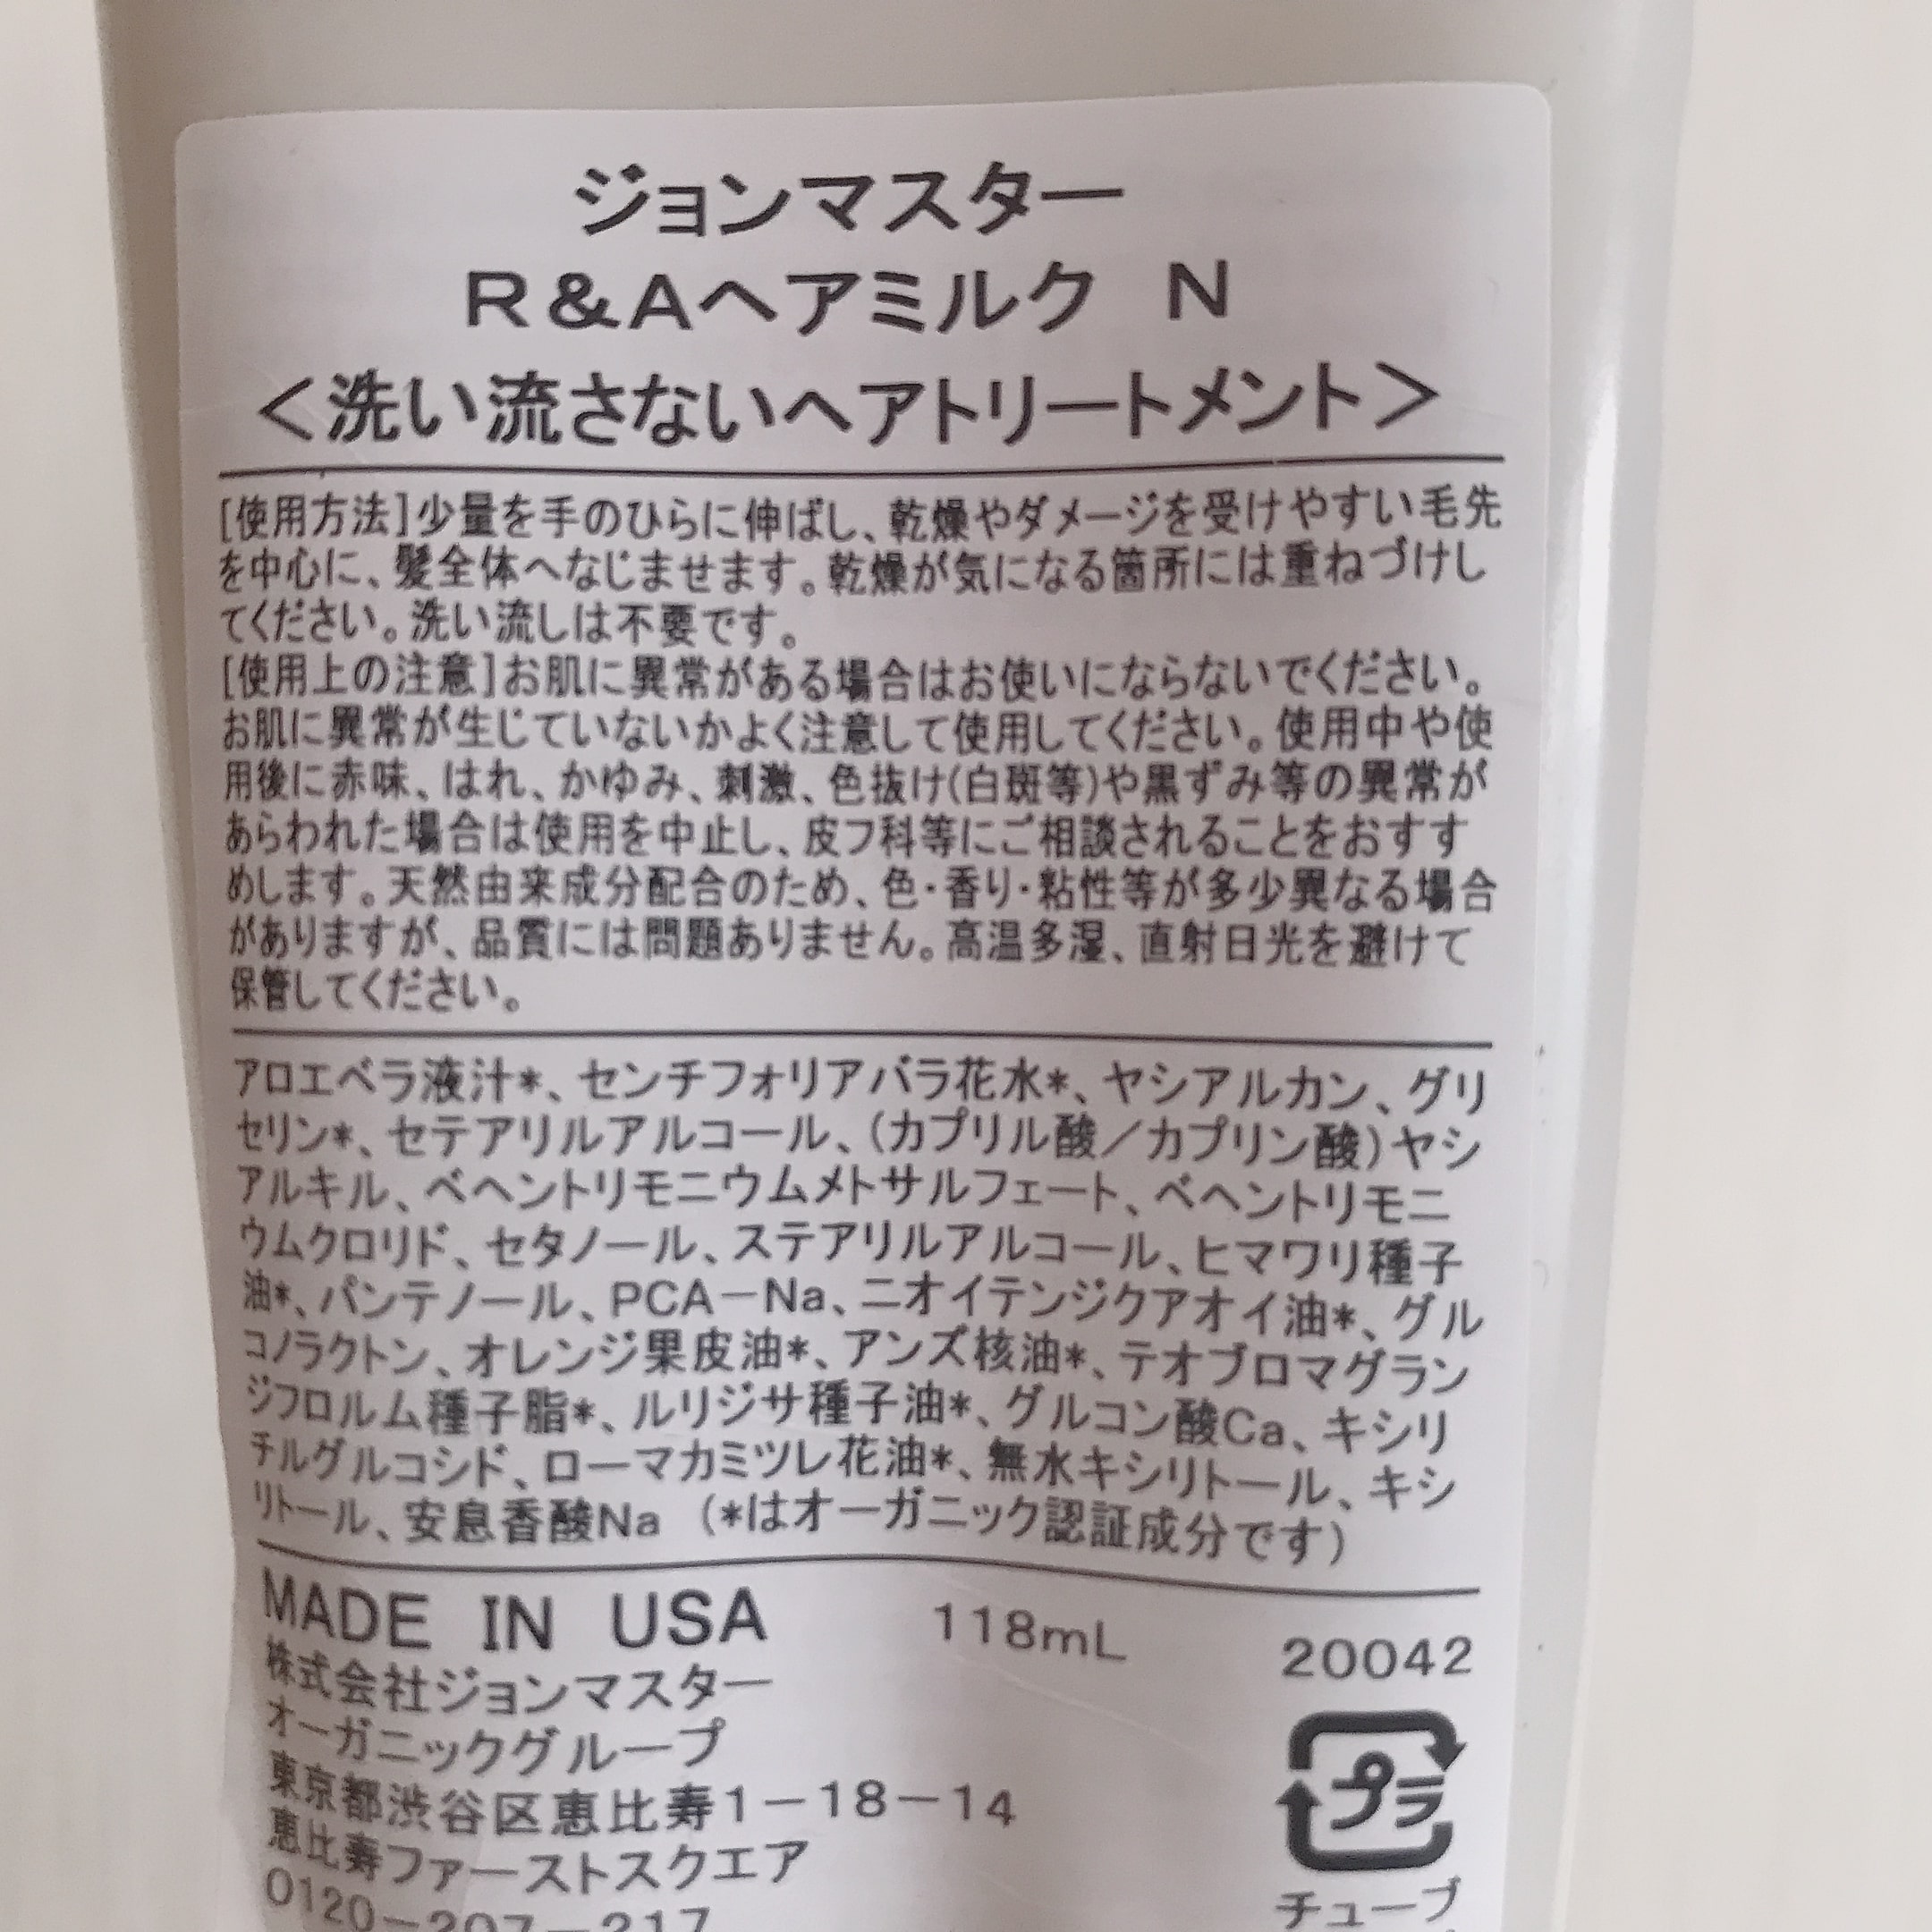 ジョンマスター
R&Aヘアミルク N
＜洗い流さないヘアトリートメント＞
[使用方法]少量を手のひらに伸ばし、乾燥やダメージを受けやすい毛先
を中心に、髪全体へなじませます。乾燥が気になる箇所には重ねづけし
てください。洗い流しは不要です。
[使用上の注意]お肌に異常がある場合はお使いにならないでください。
お肌に異常が生じていないかよく注意して使用してください。使用中や使
用後に赤味、はれ、かゆみ、刺激、色抜け(白斑等)や黒ずみ等の異常が
あらわれた場合は使用を中止し、皮フ科等にご相談されることをおすす
めします。天然由来成分配合のため、色・香り・粘性等が多少異なる場合
がありますが、品質には問題ありません。高温多湿、直射日光を避けて
保管してください。
アロエベラ液汁*、センチフォリアバラ花水*、ヤシアルカン、グリ
セリン*、セテアリルアルコール、(カプリル酸／カプリン酸)ヤシ
アルキル、ベヘントリモニウムメトサルフェート、ベヘントリモニ
ウムクロリド、セタノール、ステアリルアルコール、ヒマワリ種子
油*、パンテノール、PCA－Na、ニオイテンジクアオイ油*、グル
コノラクトン、オレンジ果皮油*、アンズ核油*、テオブロマグラン
ジフロルム種子脂*、ルリジサ種子油*、グルコン酸Ca、キシリ
チルグルコシド、ローマカミツレ花油*、無水キシリトール、キシ
リトール、安息香酸Na (*はオーガニック認証成分です)
MADE IN USA 118mL 20042
株式会社ジョンマスター
オーガニックグループ
東京都渋谷区恵比寿1－18－14
恵比寿ファーストスクエア
0120－207－217
プラ
チューブ